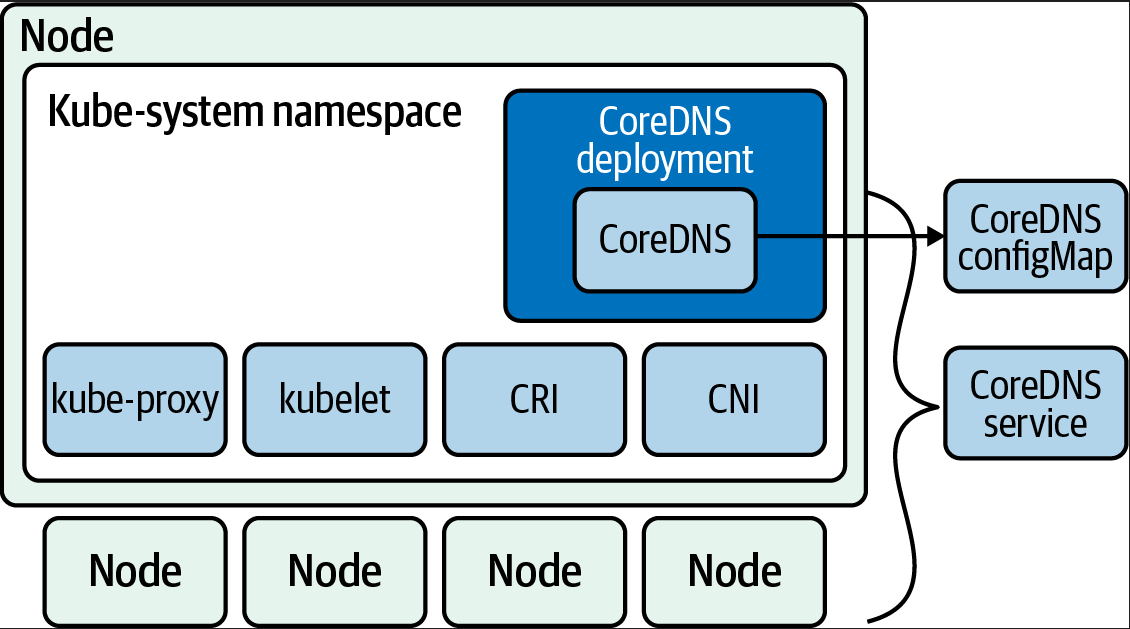 Node
Kube-system namespace
CoreDNS
deployment
CoreDNS
CoreDNS
configMap
kube-proxy
kubelet
CRI
CNI
CoreDNS
service
Node
Node
Node
Node